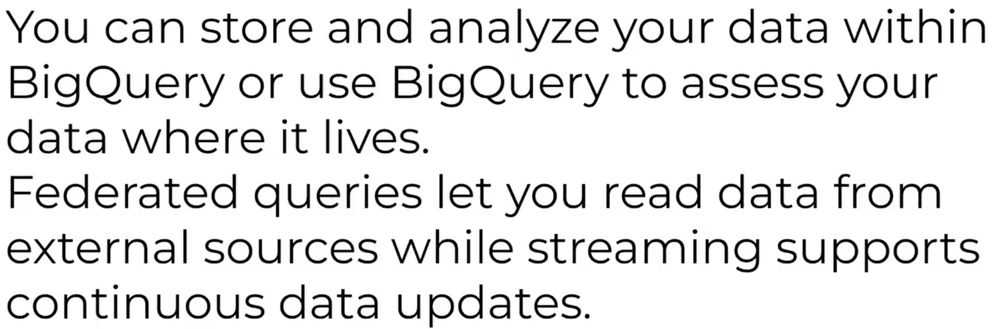 You can store and analyze your data within
BigQuery or use BigQuery to assess your
data where it lives.
Federated queries let you read data from
external sources while streaming supports
continuous data updates.